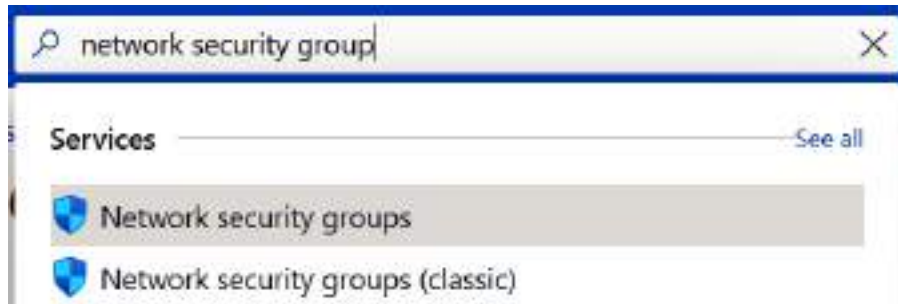 network security group
Services
See all
Network security groups
Network security groups (classic)